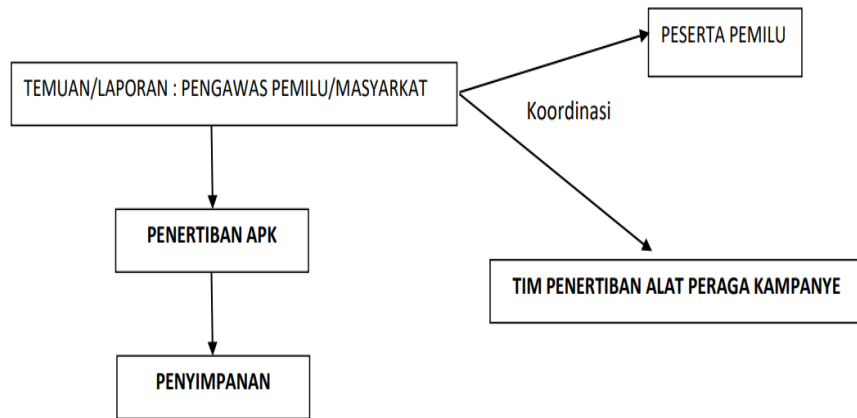 PESERTA PEMILU
TEMUAN/LAPORAN : PENGAWAS PEMILU/MASYARKAT
Koordinasi
PENERTIBAN APK
TIM PENERTIBAN ALAT PERAGA KAMPANYE
PENYIMPANAN